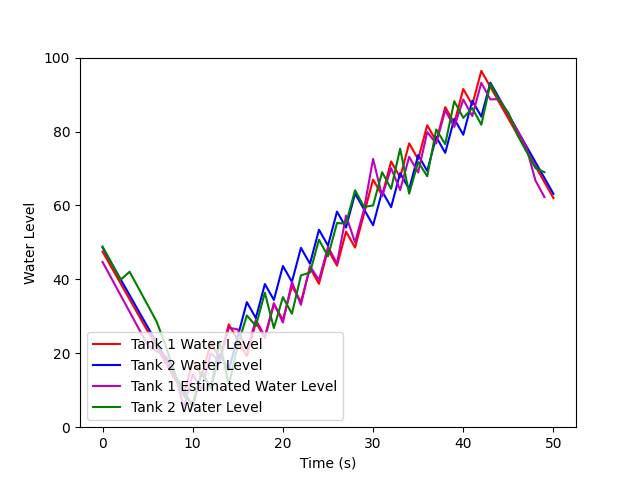 100
80
60
40
20
0
Water Level
Tank 1 Water Level
Tank 2 Water Level
Tank 1 Estimated Water Level
Tank 2 Water Level
0 10 20 30 40 50
Time (s)